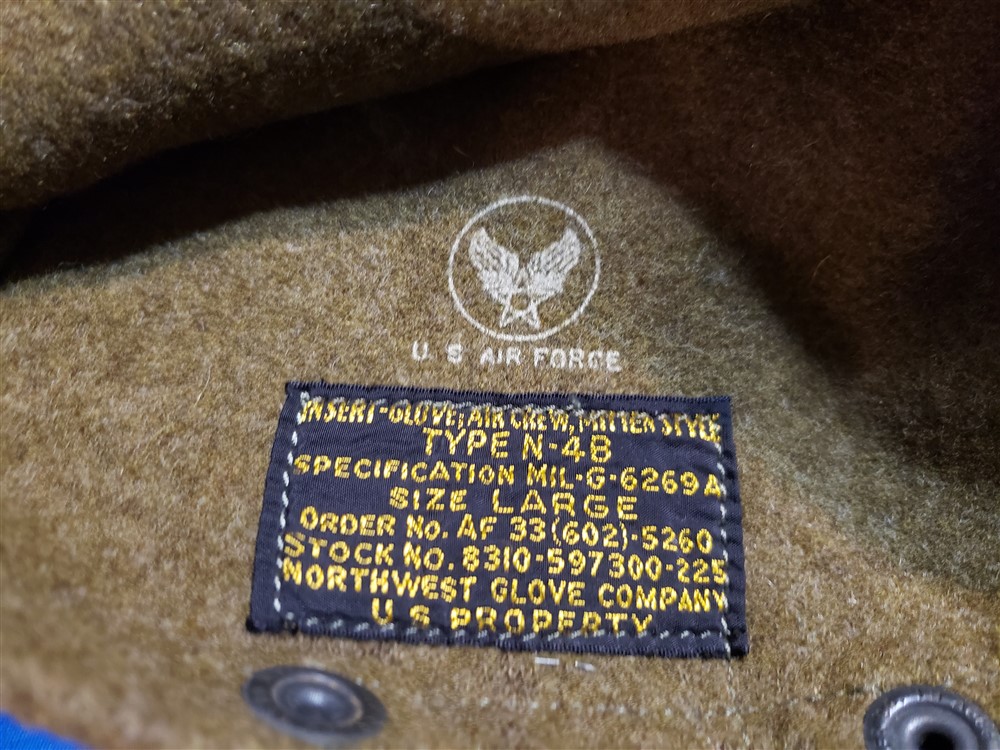 U S AIR FORCE
INSERT-GLOVE, AIR CREW, MITTEN STYLE
TYPE N-4B
SPECIFICATION MIL-G-6269A
SIZE LARGE
ORDER NO. AF 33(602)-5260
STOCK NO. 8310-597300-225
NORTHWEST GLOVE COMPANY
U.S. PROPERTY